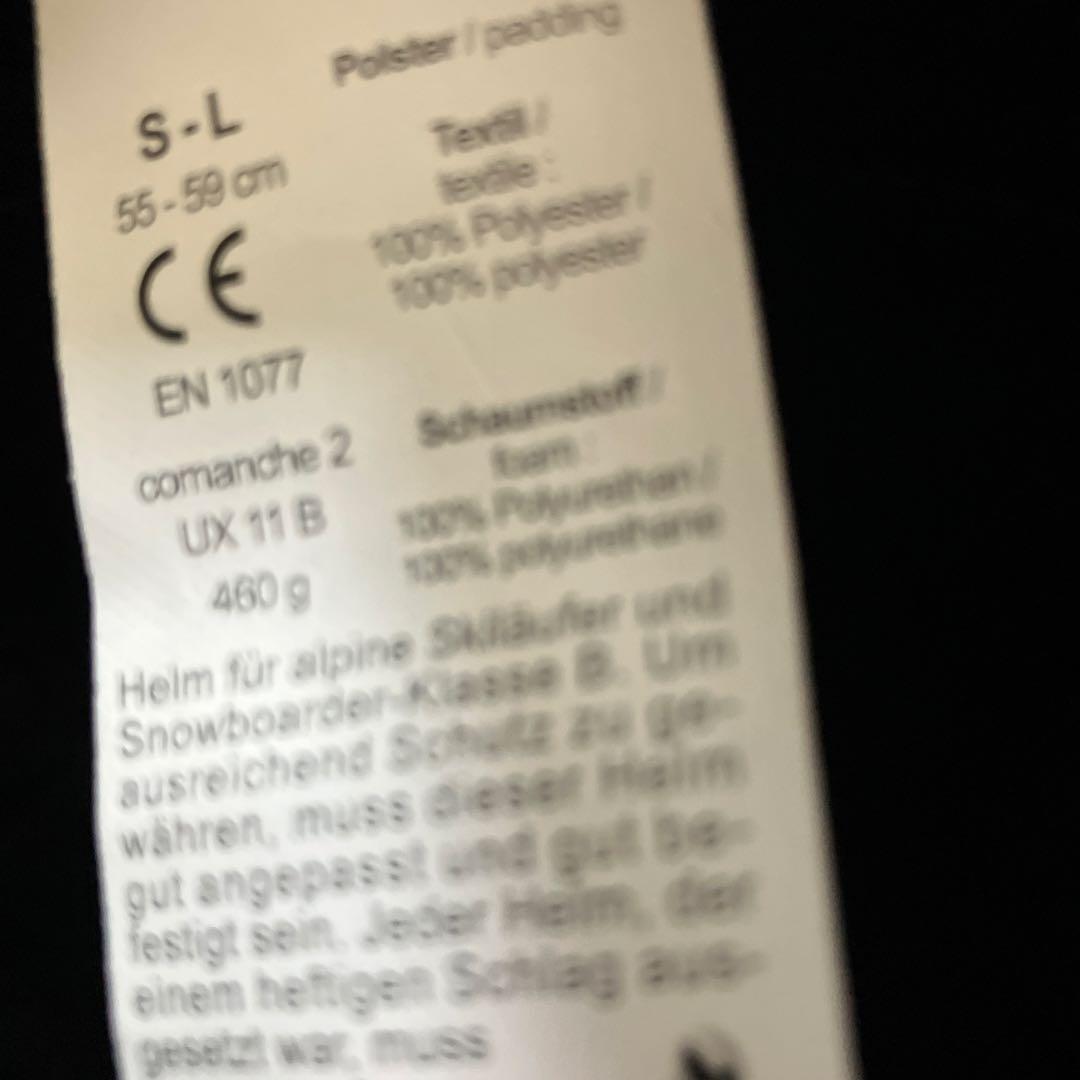 S - L
55 - 59 cm
CE
EN 1077
comanche 2
UX 11 B
460 g
Polster / padding
Textil /
textile :
100% Polyester /
100% polyester
Schaumstoff /
foam :
100% Polyurethan /
100% polyurethane
Helm für alpine Skiläufer und
Snowboarder-Klasse B. Um
ausreichend Schutz zu ge-
währen, muss dieser Helm
gut angepasst und gut be-
festigt sein. Jeder Helm, der
einem heftigen Schlag aus-
gesetzt war, muss